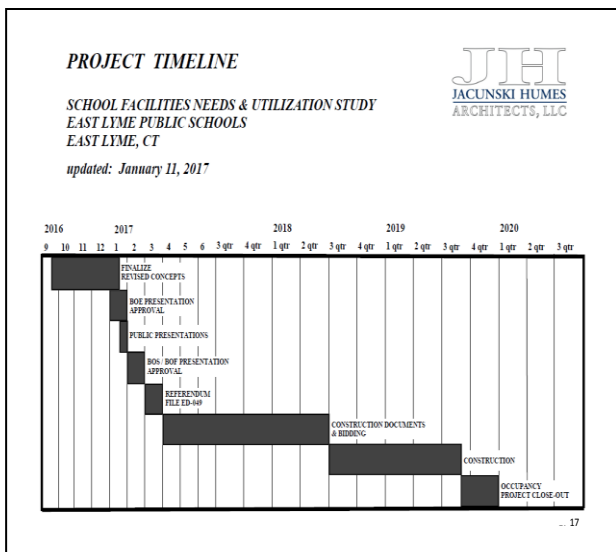 PROJECT TIMELINE
JH
JACUNSKI HUMES
ARCHITECTS, LLC
SCHOOL FACILITIES NEEDS & UTILIZATION STUDY
EAST LYME PUBLIC SCHOOLS
EAST LYME, CT
updated: January 11, 2017
2016 2017 2018 2019 2020
9 10 11 12 1 2 3 4 5 6 3 qtr 4 qtr 1 qtr 2 qtr 3 qtr 4 qtr 1 qtr 2 qtr 3 qtr 4 qtr 1 qtr 2 qtr 3 qtr
FINALIZE
REVISED CONCEPTS
BOE PRESENTATION
APPROVAL
PUBLIC PRESENTATIONS
BOS / BOF PRESENTATION
APPROVAL
REFERENDUM
FILE ED-049
CONSTRUCTION DOCUMENTS
& BIDDING
CONSTRUCTION
OCCUPANCY
PROJECT CLOSE-OUT
17